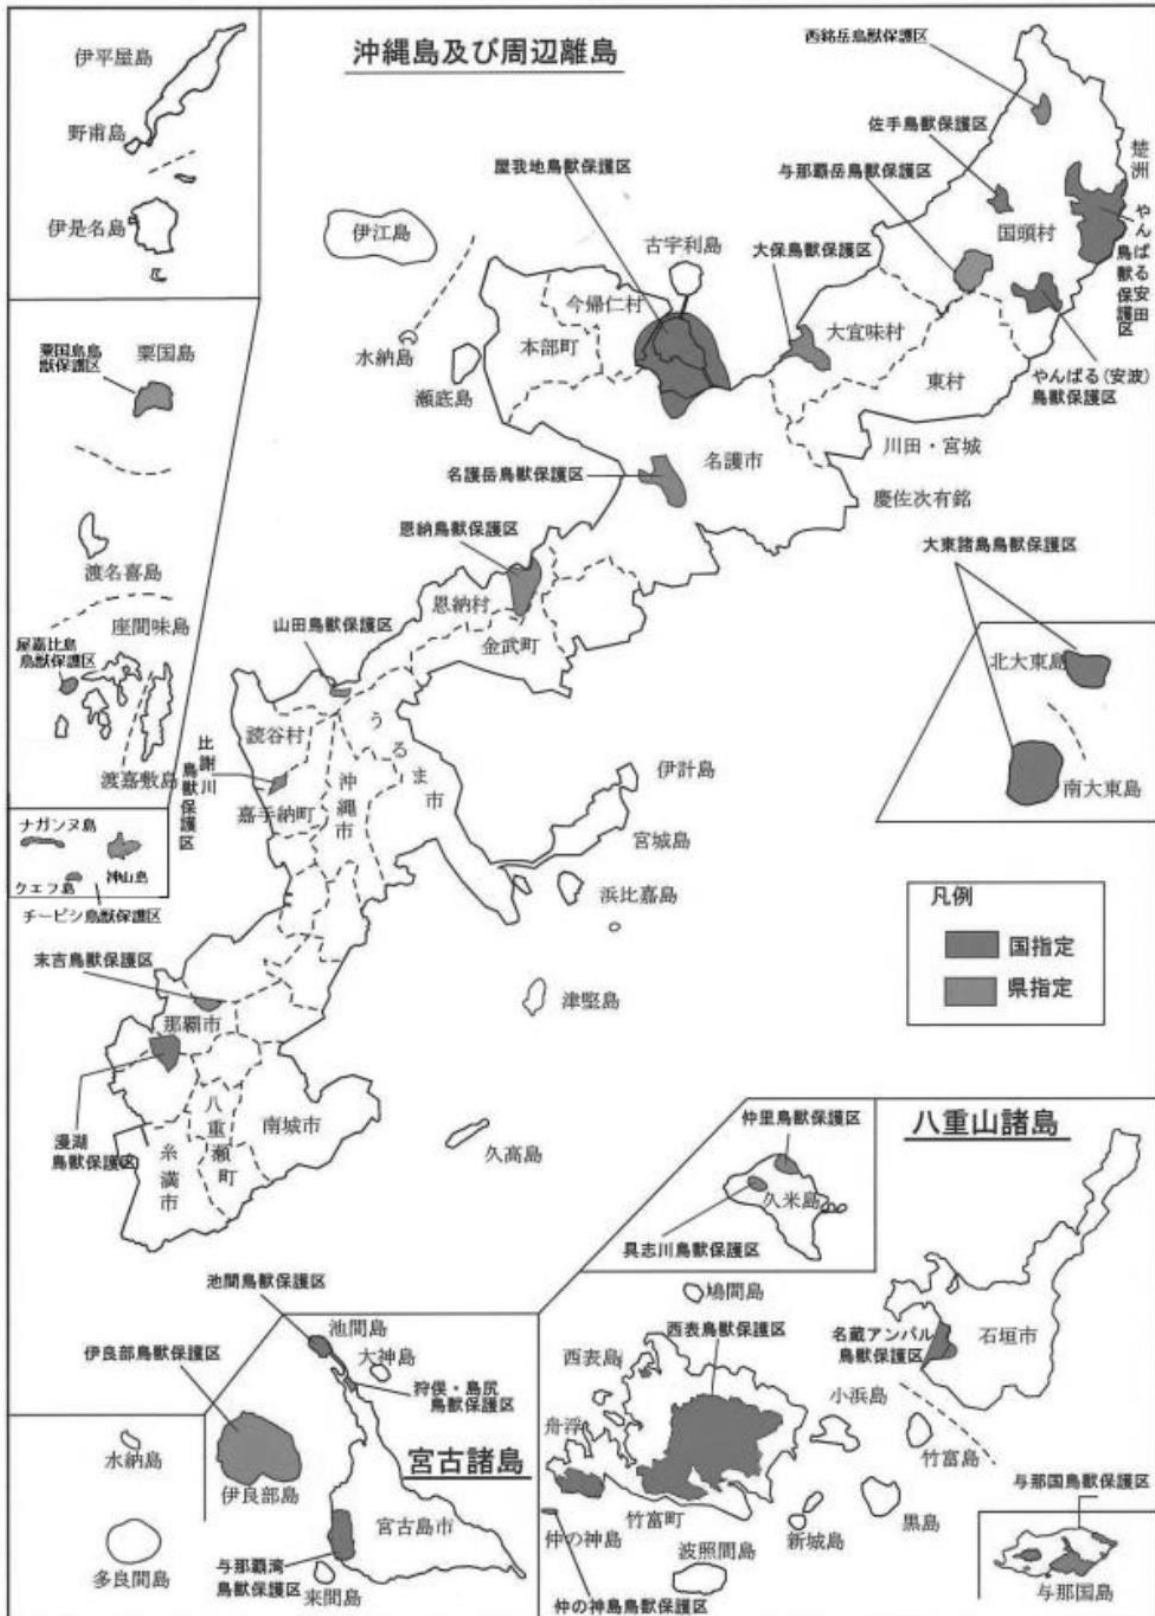 沖縄島及び周辺離島
伊平屋島
野甫島
伊是名島
西銘岳鳥獣保護区
佐手鳥獣保護区
与那覇岳鳥獣保護区
屋我地鳥獣保護区
大保鳥獣保護区
楚洲
やんばる安田
鳥獣保護区
国頭村
伊江島
古宇利島
今帰仁村
本部町
大宜味村
東村
やんばる(安波)
鳥獣保護区
水納島
瀬底島
粟国島鳥
獣保護区
粟国島
名護市
川田・宮城
慶佐次有銘
名護岳鳥獣保護区
恩納鳥獣保護区
大東諸島鳥獣保護区
渡名喜島
座間味島
屋嘉比島
鳥獣保護区
渡嘉敷島
恩納村
金武町
山田鳥獣保護区
北大東島
南大東島
読谷村
比謝川
鳥獣保護区
嘉手納町
沖縄市
うるま市
伊計島
宮城島
浜比嘉島
津堅島
ナガンヌ島
クエフ島
神山島
チービシ鳥獣保護区
凡例
国指定
県指定
末吉鳥獣保護区
那覇市
漫湖
鳥獣保護区
八重瀬町
南城市
糸満市
久高島
仲里鳥獣保護区
久米島
具志川鳥獣保護区
八重山諸島
池間鳥獣保護区
池間島
大神島
伊良部鳥獣保護区
狩俣・島尻
鳥獣保護区
宮古諸島
水納島
伊良部島
宮古島市
多良間島
与那覇湾
鳥獣保護区
来間島
鳩間島
西表鳥獣保護区
西表島
舟浮
名蔵アンパル
鳥獣保護区
石垣市
小浜島
竹富島
竹富町
仲の神島
新城島
黒島
波照間島
仲の神島鳥獣保護区
与那国鳥獣保護区
与那国島